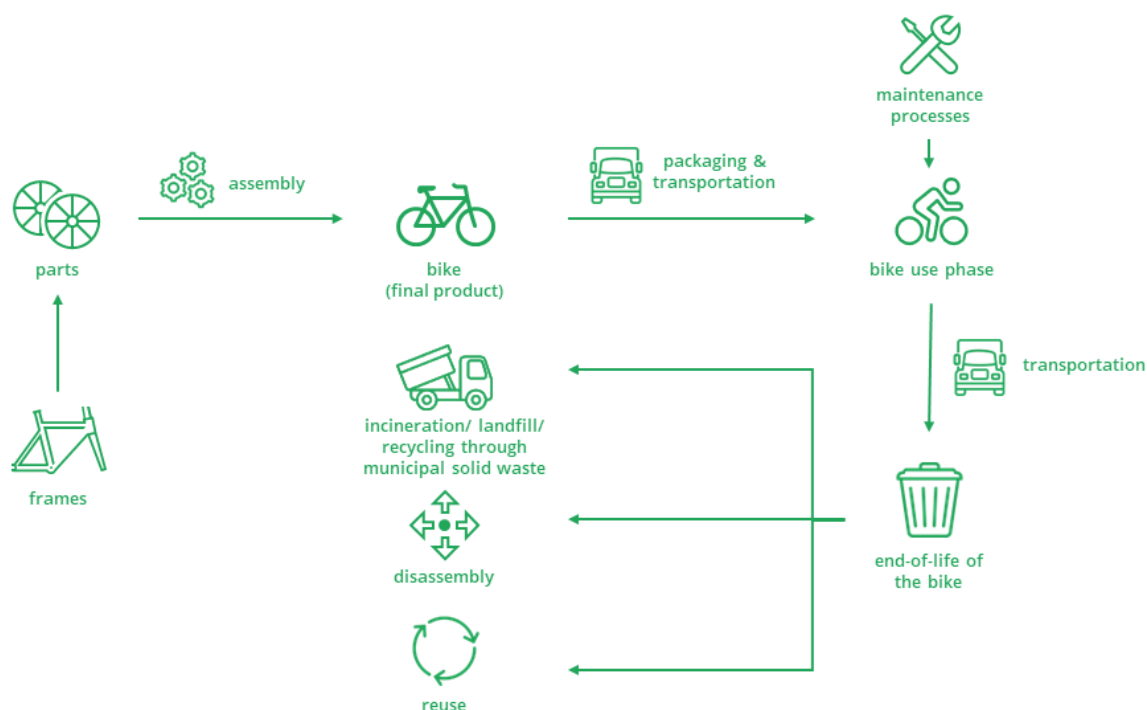 maintenance
processes
assembly
packaging &
transportation
parts
bike
(final product)
bike use phase
transportation
incineration/ landfill/
recycling through
municipal solid waste
frames
disassembly
end-of-life of
the bike
reuse